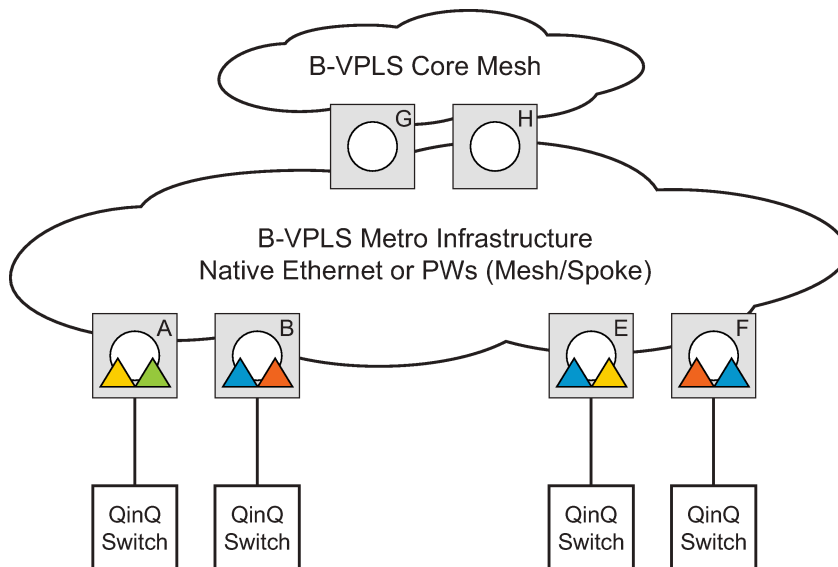 B-VPLS Core Mesh
G
H
B-VPLS Metro Infrastructure
Native Ethernet or PWs (Mesh/Spoke)
A
B
E
F
QinQ
Switch
QinQ
Switch
QinQ
Switch
QinQ
Switch